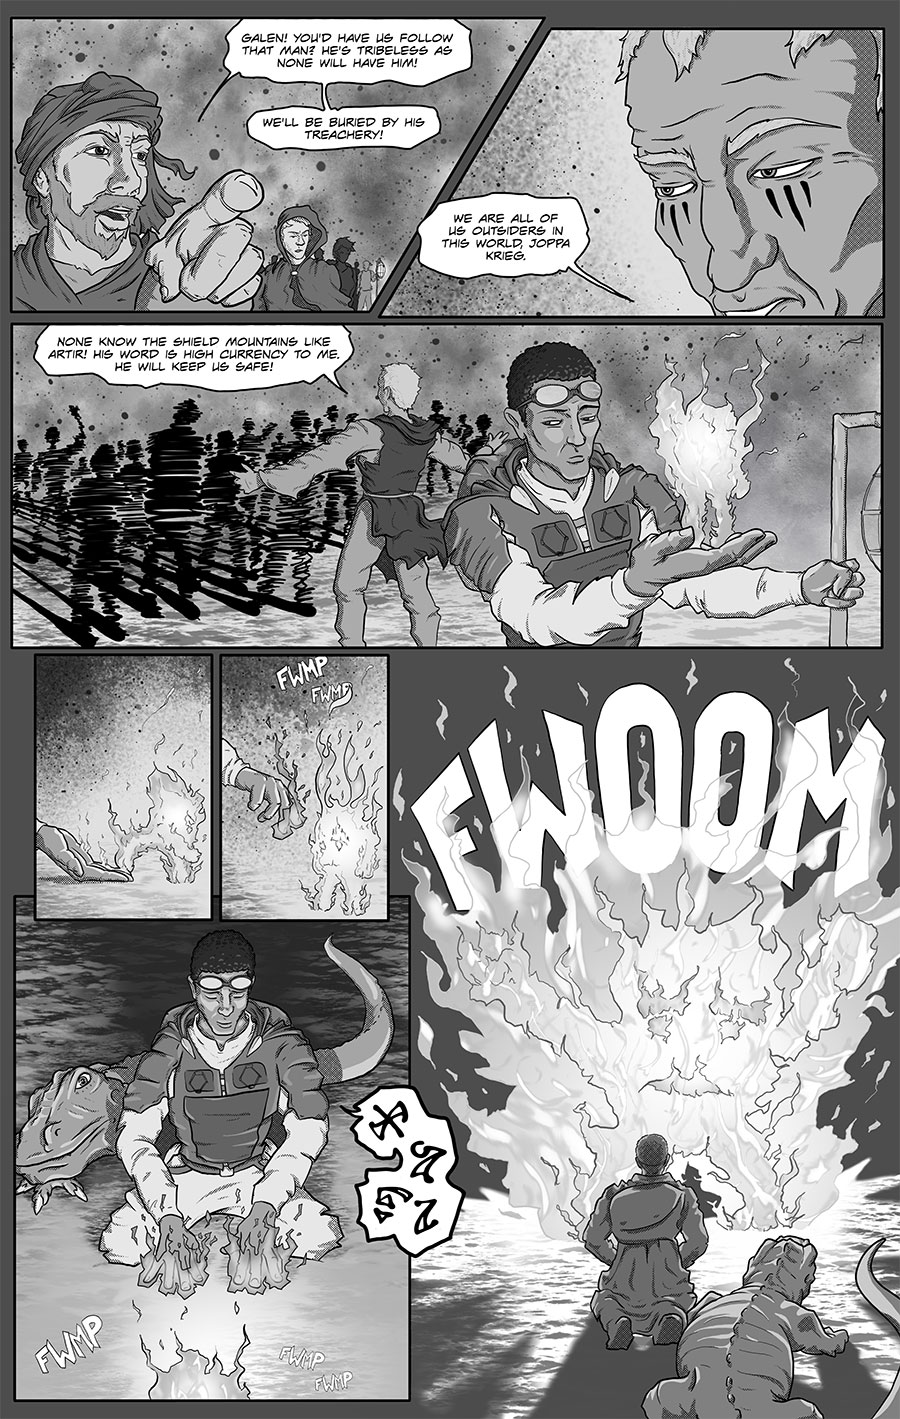 GALEN! YOU'D HAVE US FOLLOW
THAT MAN? HE'S TRIBELESS AS
NONE WILL HAVE HIM!
WE'LL BE BURIED BY HIS
TREACHERY!
WE ARE ALL OF
US OUTSIDERS IN
THIS WORLD, JOPPA
KRIEG.
NONE KNOW THE SHIELD MOUNTAINS LIKE
ARTIR! HIS WORD IS HIGH CURRENCY TO ME.
HE WILL KEEP US SAFE!
FWMP
FWMP
FWOOM
FWMP
FWMP
FWMP